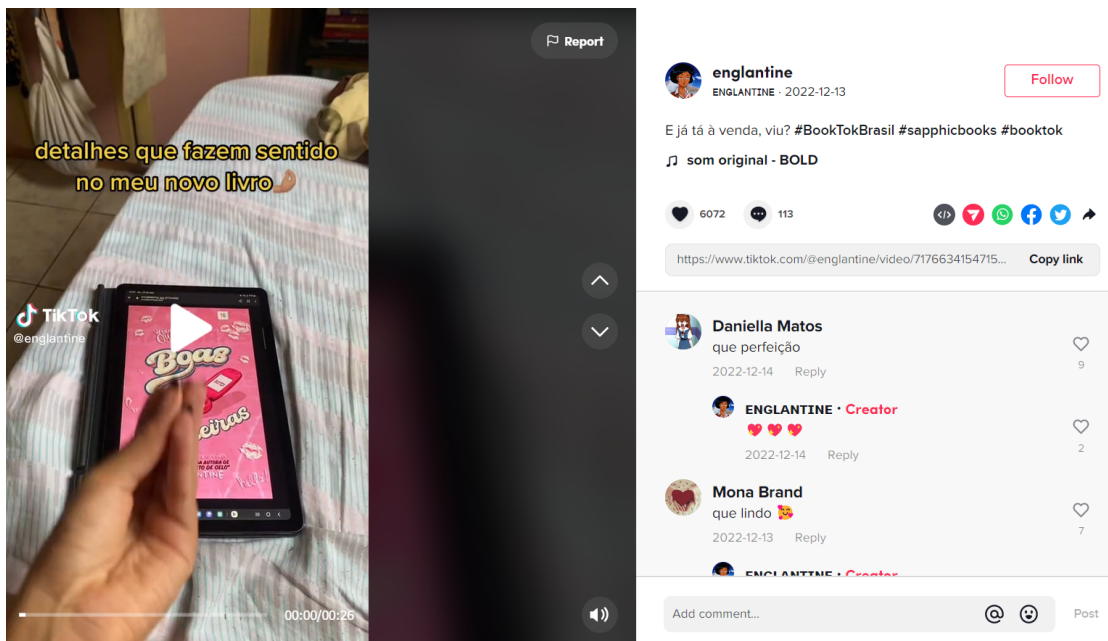 Report
detalhes que fazem sentido
no meu novo livro
TikTok
@englantine
Boas
eiras
00:00/00:26
englantine
ENGLANTINE · 2022-12-13
Follow
E já tá à venda, viu? #BookTokBrasil #sapphicbooks #booktok
som original - BOLD
6072
113
https://www.tiktok.com/@englantine/video/7176634154715...
Copy link
Daniella Matos
que perfeição
2022-12-14 Reply
9
ENGLANTINE · Creator
2022-12-14 Reply
2
Mona Brand
que lindo
2022-12-13 Reply
7
ENGLANTINE · Creator
Add comment...
Post